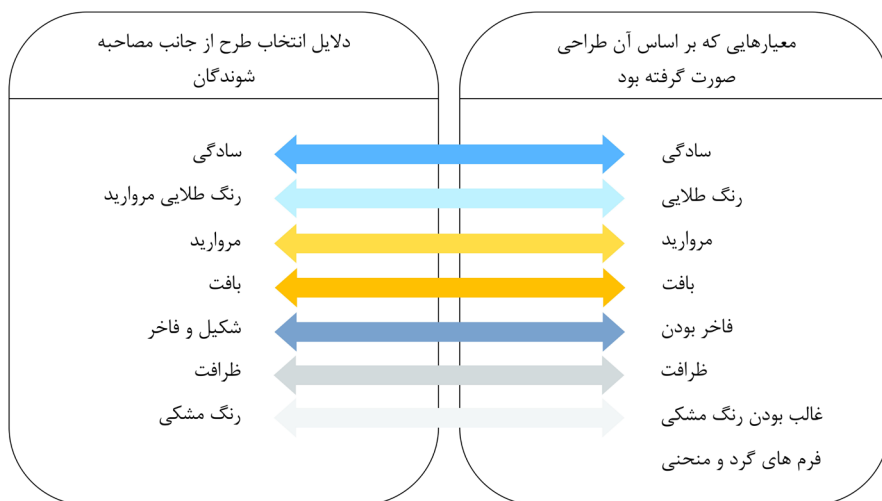 معیارهایی که بر اساس آن طراحی
صورت گرفته بود
سادگی
رنگ طلایی
مروارید
بافت
فاخر بودن
ظرافت
غالب بودن رنگ مشکی
فرم های گرد و منحنی
دلایل انتخاب طرح از جانب مصاحبه
شوندگان
سادگی
رنگ طلایی مروارید
مروارید
بافت
شکیل و فاخر
ظرافت
رنگ مشکی